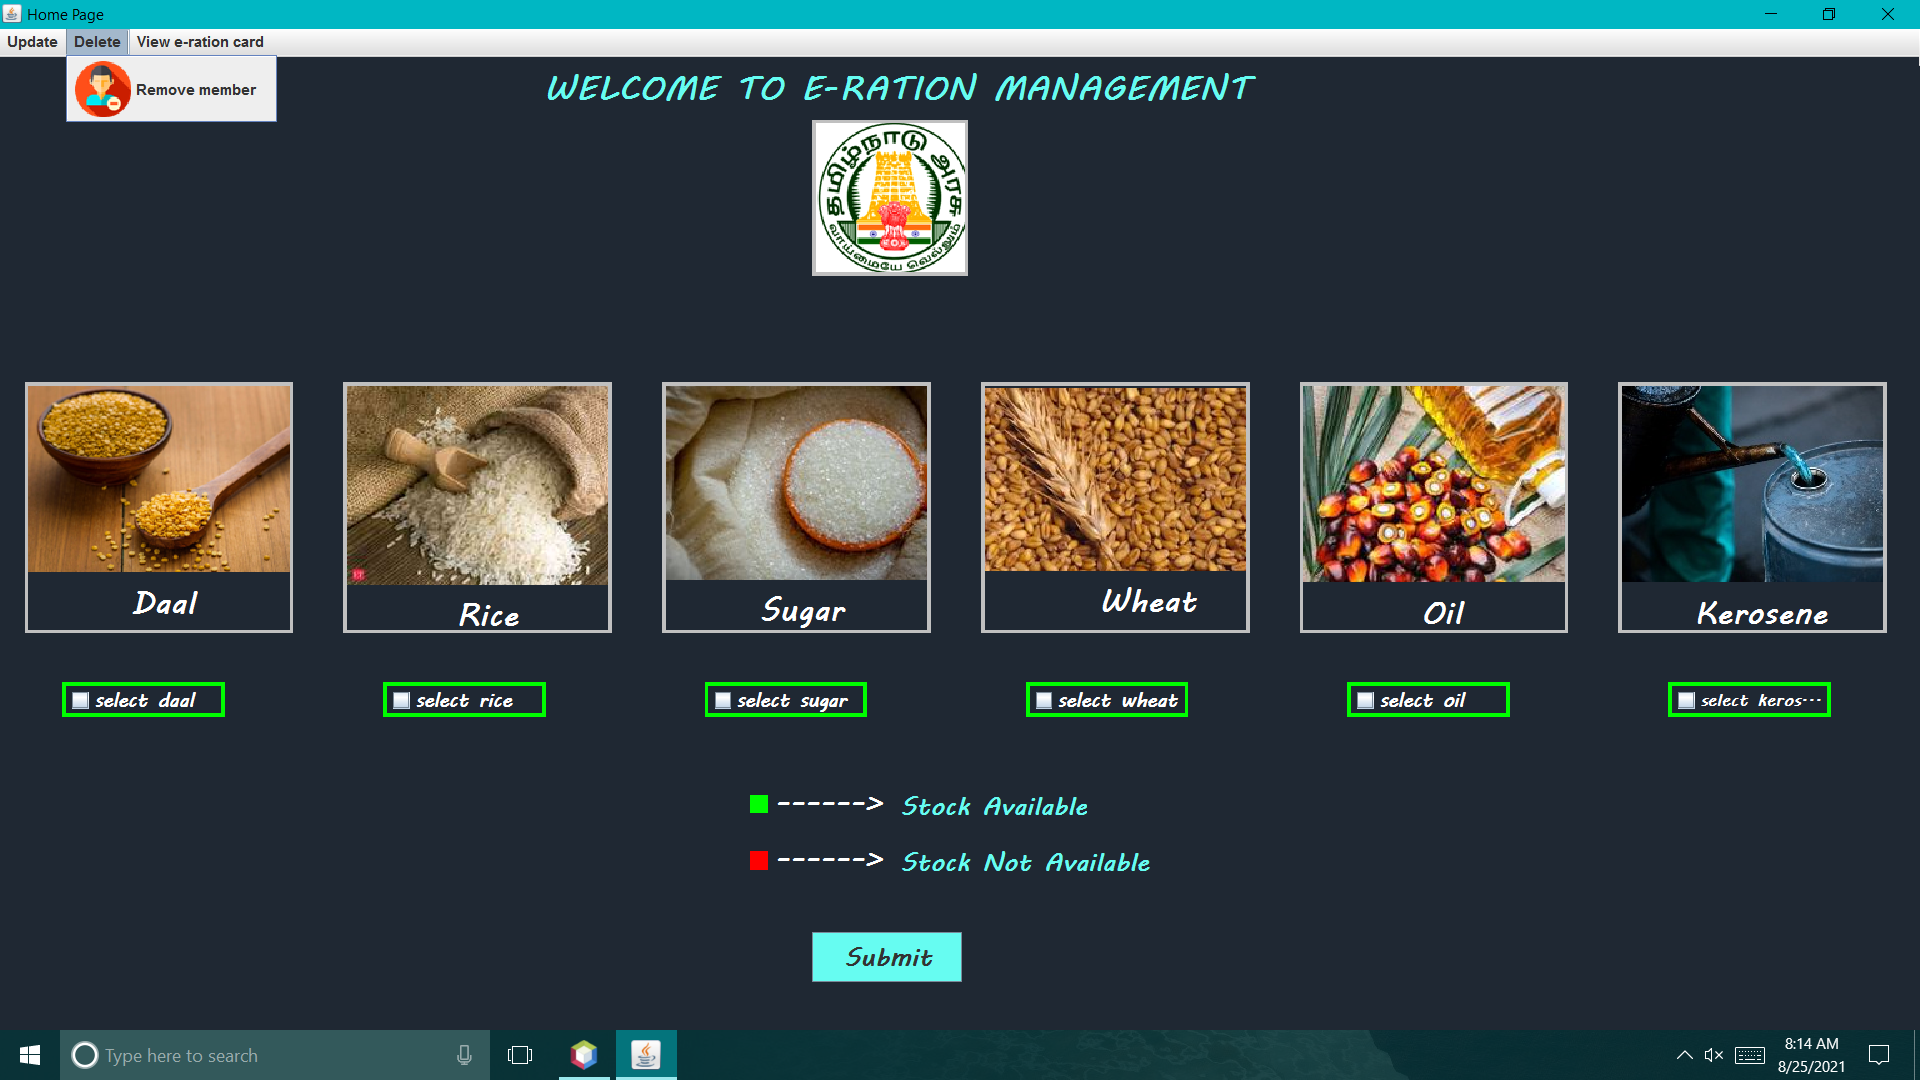 Home Page
Update Delete View e-ration card
Remove member
WELCOME TO E-RATION MANAGEMENT
தமிழ்நாடு அரசு
வாய்மையே வெல்லும்
Daal
Rice
Sugar
Wheat
Oil
Kerosene
select daal
select rice
select sugar
select wheat
select oil
select keros...
------> Stock Available
------> Stock Not Available
Submit
Type here to search
8:14 AM
8/25/2021